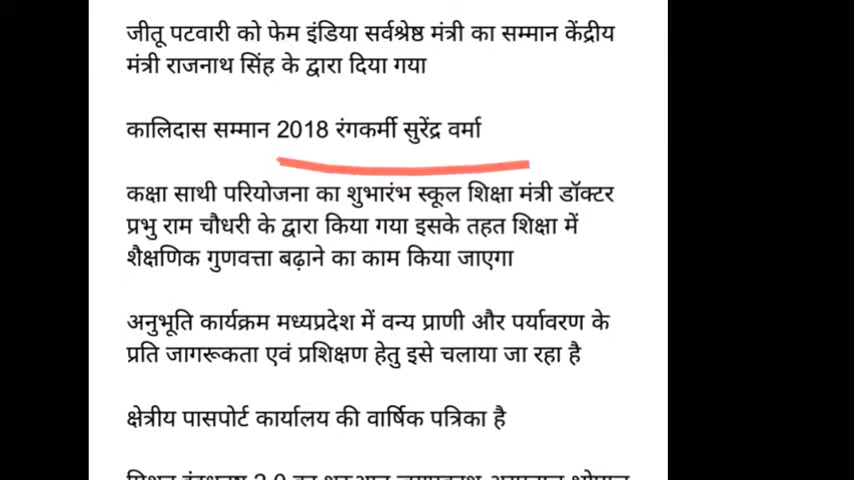 जीतू पटवारी को फेम इंडिया सर्वश्रेष्ठ मंत्री का सम्मान केंद्रीय
मंत्री राजनाथ सिंह के द्वारा दिया गया
कालिदास सम्मान 2018 रंगकर्मी सुरेंद्र वर्मा
कक्षा साथी परियोजना का शुभारंभ स्कूल शिक्षा मंत्री डॉक्टर
प्रभु राम चौधरी के द्वारा किया गया इसके तहत शिक्षा में
शैक्षणिक गुणवत्ता बढ़ाने का काम किया जाएगा
अनुभूति कार्यक्रम मध्यप्रदेश में वन्य प्राणी और पर्यावरण के
प्रति जागरूकता एवं प्रशिक्षण हेतु इसे चलाया जा रहा है
क्षेत्रीय पासपोर्ट कार्यालय की वार्षिक पत्रिका है